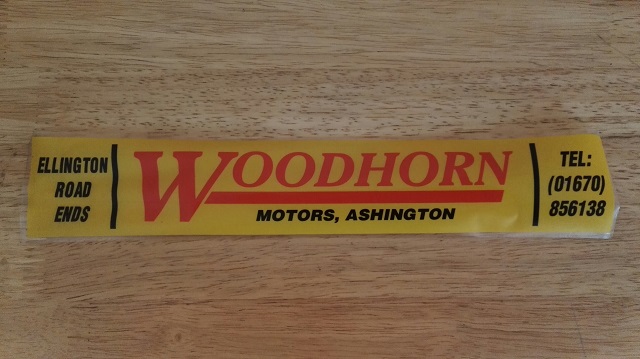 ELLINGTON
ROAD
ENDS
WOODHORN
MOTORS, ASHINGTON
TEL:
(01670)
856138